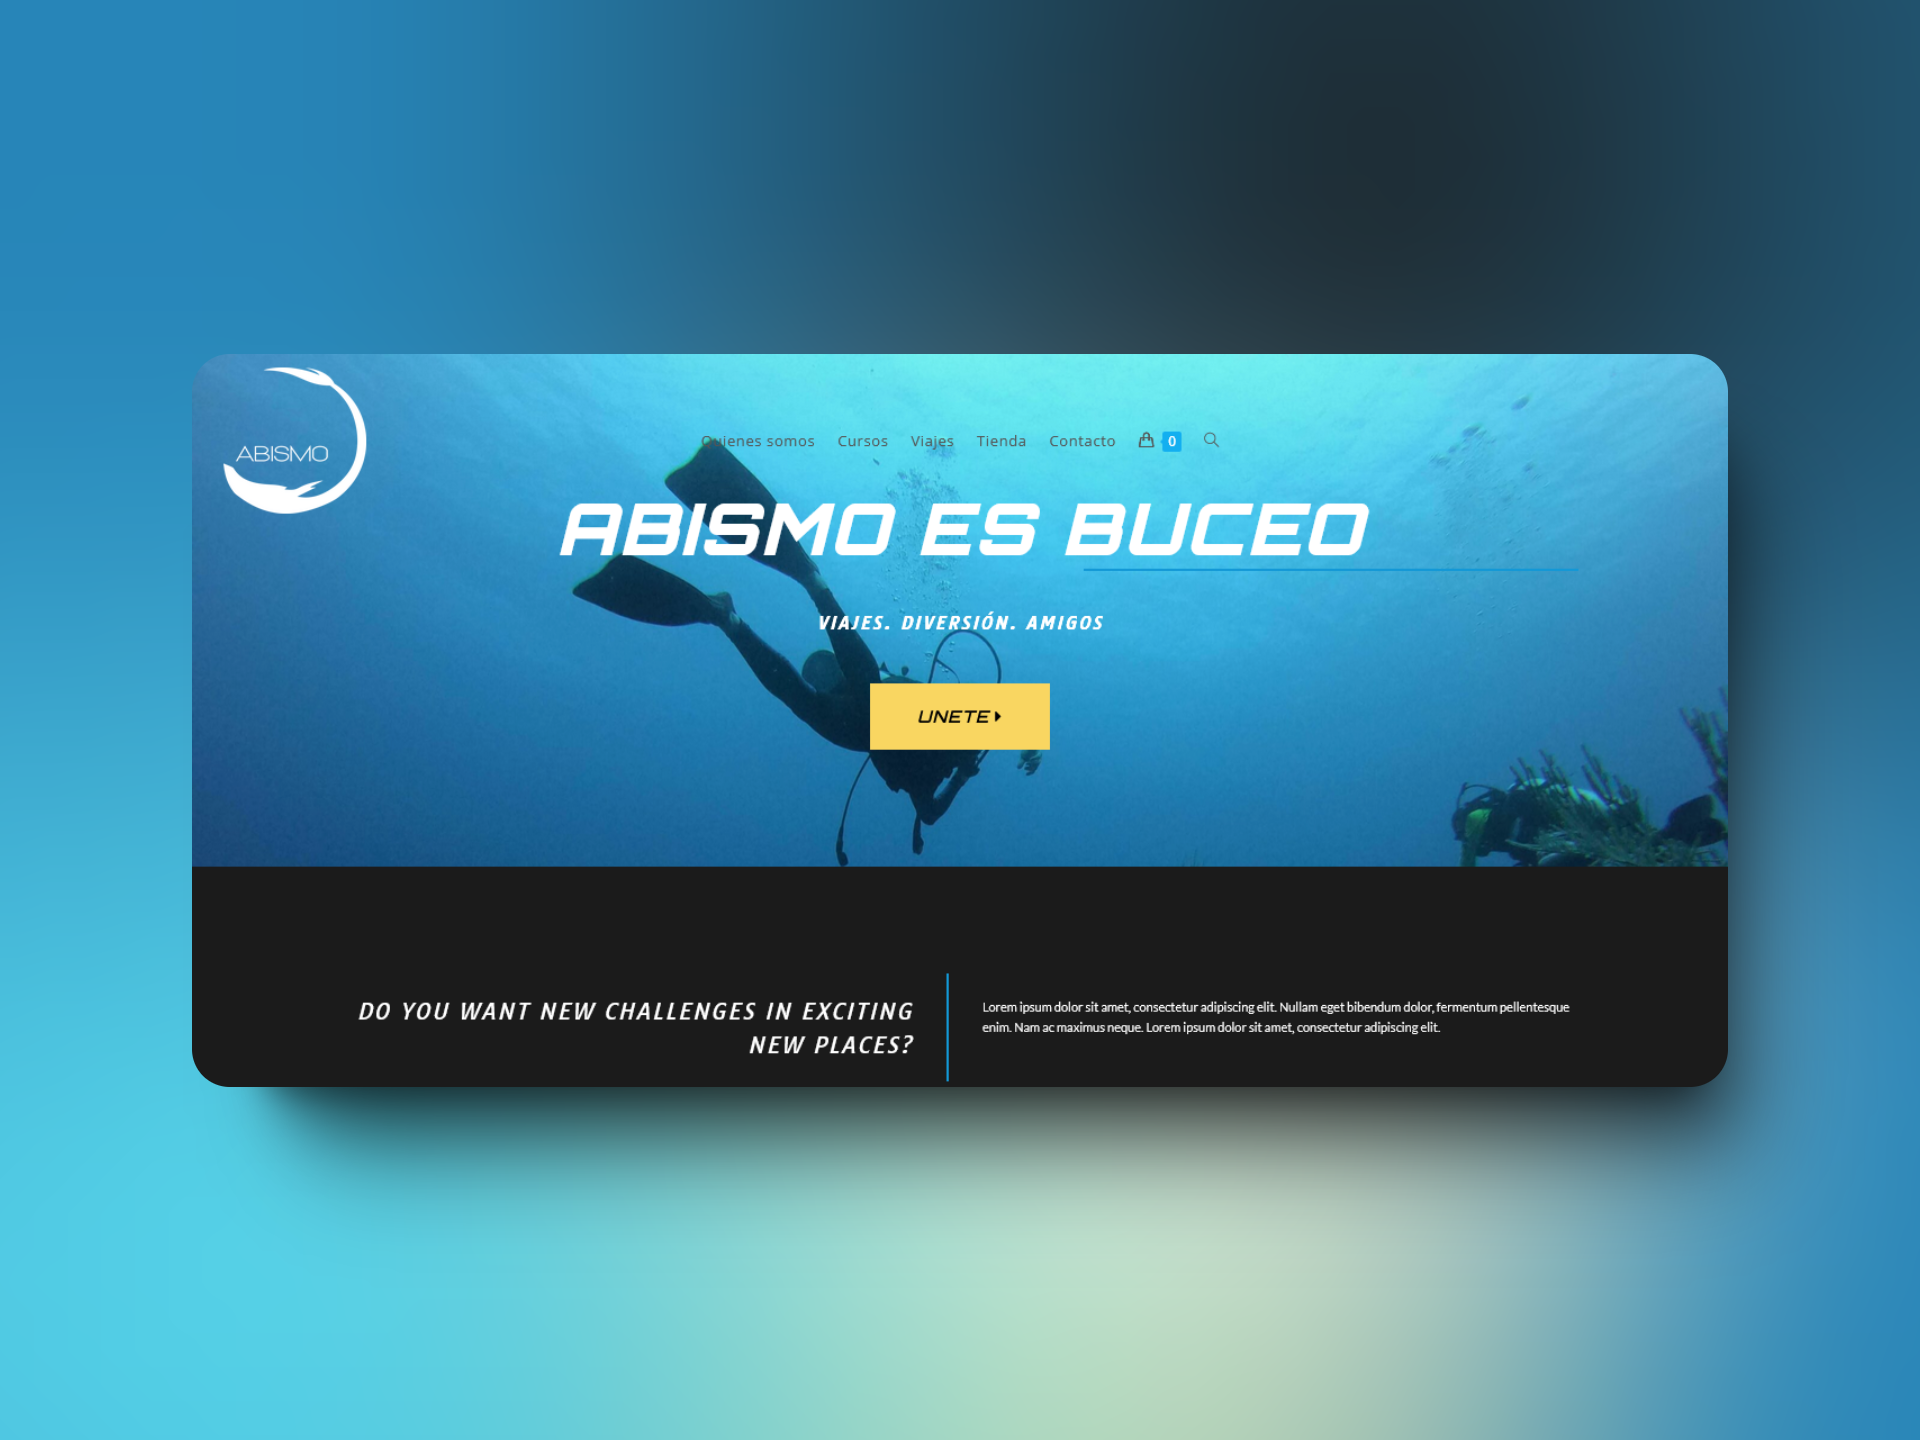 ABISMO
Quienes somos Cursos Viajes Tienda Contacto 0
ABISMO ES BUCEO
VIAJES. DIVERSIÓN. AMIGOS
UNETE
DO YOU WANT NEW CHALLENGES IN EXCITING
NEW PLACES?
Lorem ipsum dolor sit amet, consectetur adipiscing elit. Nullam eget bibendum dolor, fermentum pellentesque
enim. Nam ac maximus neque. Lorem ipsum dolor sit amet, consectetur adipiscing elit.